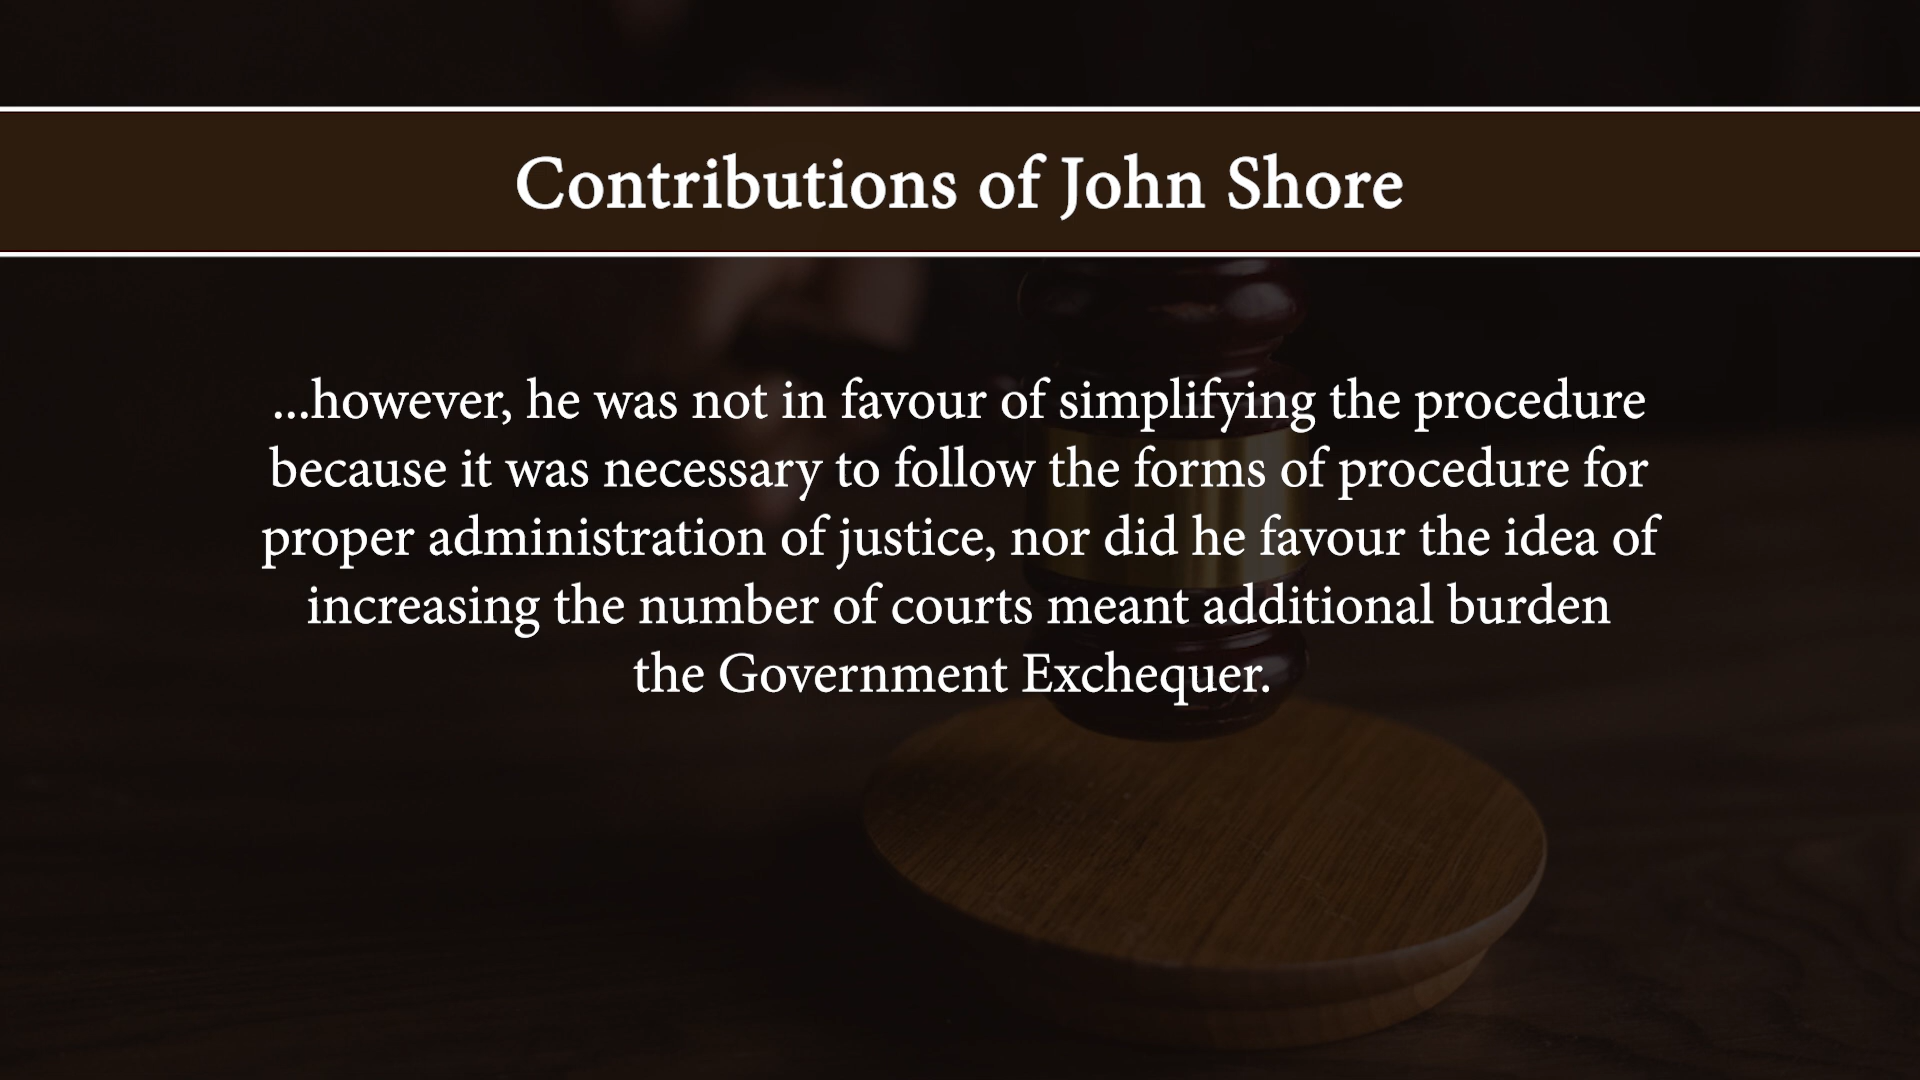 Contributions of John Shore
...however, he was not in favour of simplifying the procedure
because it was necessary to follow the forms of procedure for
proper administration of justice, nor did he favour the idea of
increasing the number of courts meant additional burden
the Government Exchequer.